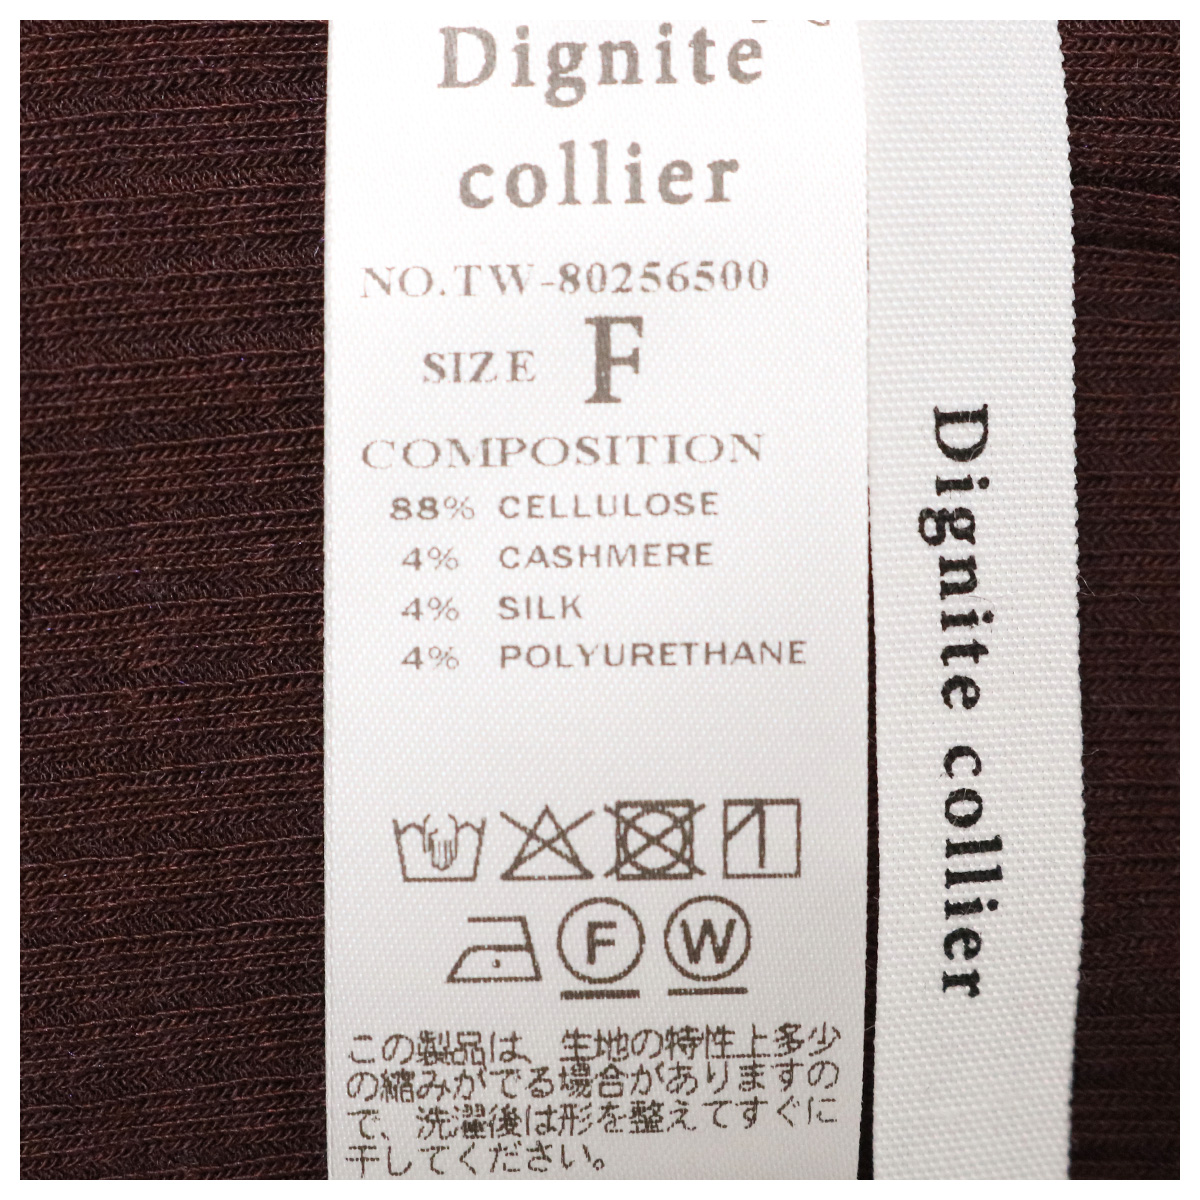 Dignite
collier
NO.TW-80256500
SIZE F
COMPOSITION
88% CELLULOSE
4% CASHMERE
4% SILK
4% POLYURETHANE
F W
この製品は、生地の特性上多少
の縮みがでる場合がありますの
で、洗濯後は形を整えてすぐに
干してください。
Dignite collier